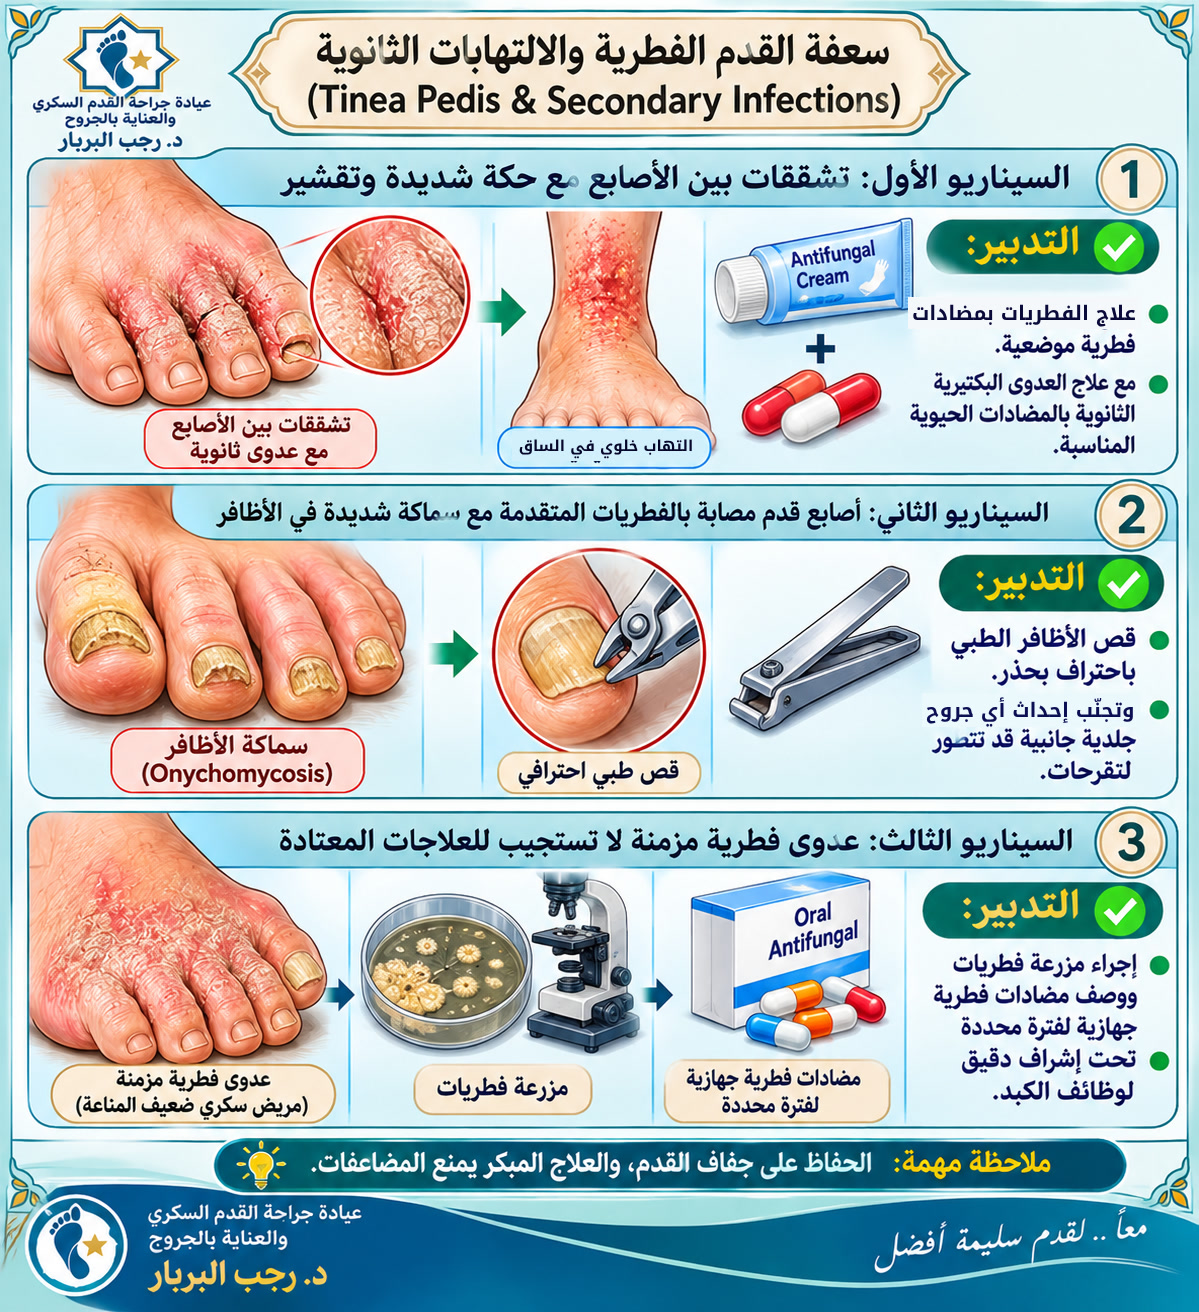 عيادة جراحة القدم السكري
والعناية بالجروح
د. رجب البربار
سعفة القدم الفطرية والالتهابات الثانوية
(Tinea Pedis & Secondary Infections)
1
السيناريو الأول: تشققات بين الأصابع مع حكة شديدة وتقشير
التدبير:
Antifungal
Cream
+
علاج الفطريات بمضادات
فطرية موضعية.
مع علاج العدوى البكتيرية
الثانوية بالمضادات الحيوية
المناسبة.
تشققات بين الأصابع
مع عدوى ثانوية
التهاب خلوي في الساق
2
السيناريو الثاني: أصابع قدم مصابة بالفطريات المتقدمة مع سماكة شديدة في الأظافر
التدبير:
قص الأظافر الطبي
باحتراف بحذر.
وتجنّب إحداث أي جروح
جلدية جانبية قد تتطور
لتقرحات.
سماكة الأظافر
(Onychomycosis)
قص طبي احترافي
3
السيناريو الثالث: عدوى فطرية مزمنة لا تستجيب للعلاجات المعتادة
التدبير:
Oral
Antifungal
إجراء مزرعة فطريات
ووصف مضادات فطرية
جهازية لفترة محددة
تحت إشراف دقيق
لوظائف الكبد.
عدوى فطرية مزمنة
(مريض سكري ضعيف المناعة)
مزرعة فطريات
مضادات فطرية جهازية
لفترة محددة
ملاحظة مهمة: الحفاظ على جفاف القدم، والعلاج المبكر يمنع المضاعفات.
عيادة جراحة القدم السكري
والعناية بالجروح
د. رجب البربار
معاً .. لقدم سليمة أفضل